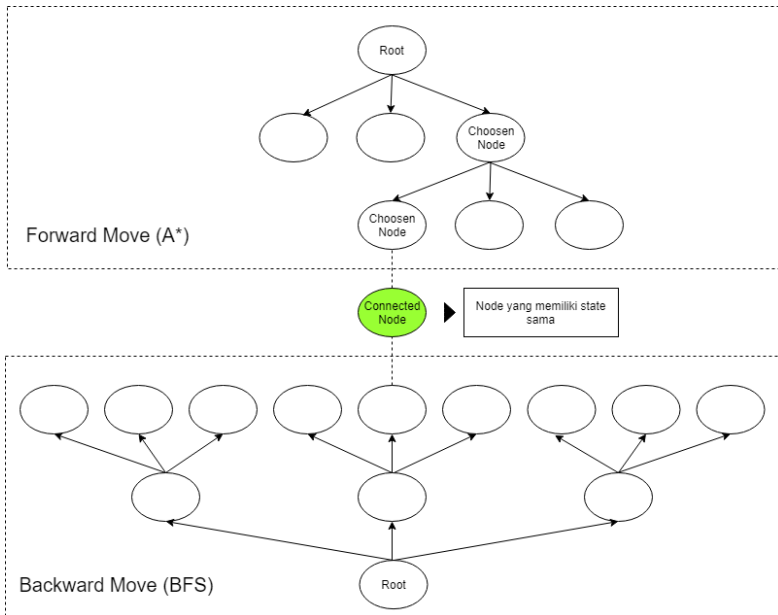 Root
Choosen
Node
Choosen
Node
Forward Move (A*)
Connected
Node
Node yang memiliki state
sama
Backward Move (BFS)
Root